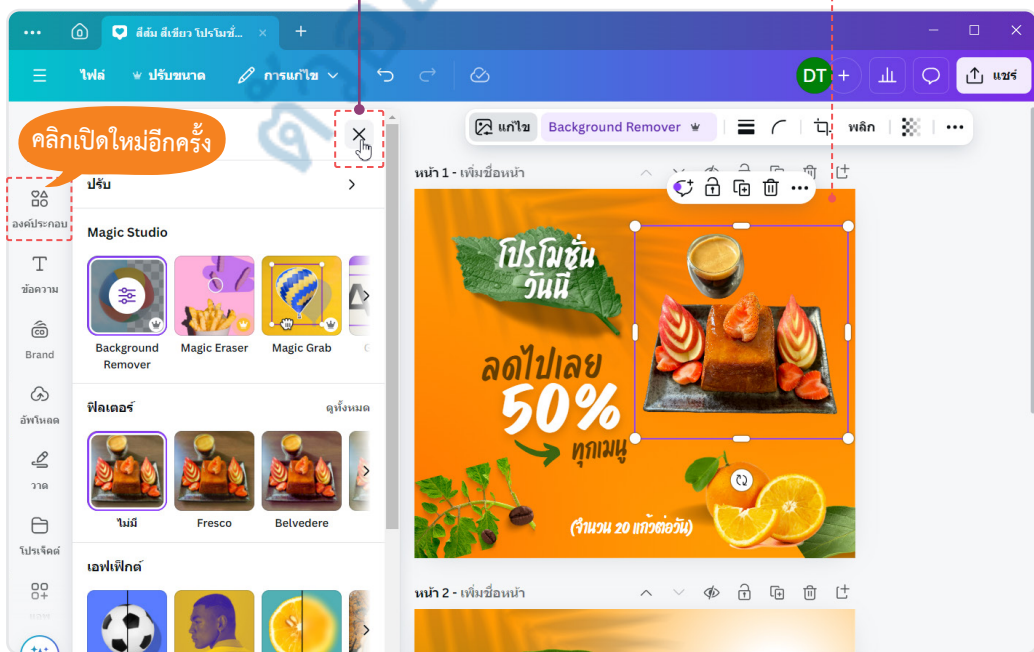 สีส้ม สีเขียว โปรโมชั่...
ไฟล์
ปรับขนาด
การแก้ไข
DT
แชร์
คลิกเปิดใหม่อีกครั้ง
แก้ไข
Background Remover
พลิก
องค์ประกอบ
ข้อความ
Brand
อัพโหลด
วาด
โปรเจ็คต์
ปรับ
Magic Studio
Background Remover
Magic Eraser
Magic Grab
ฟิลเตอร์
ดูทั้งหมด
ไม่มี
Fresco
Belvedere
เอฟเฟ็กต์
หน้า 1 - เพิ่มชื่อหน้า
โปรโมชั่น
วันนี้
ลดไปเลย
50%
ทุกเมนู
(จำนวน 20 แก้วต่อวัน)
หน้า 2 - เพิ่มชื่อหน้า